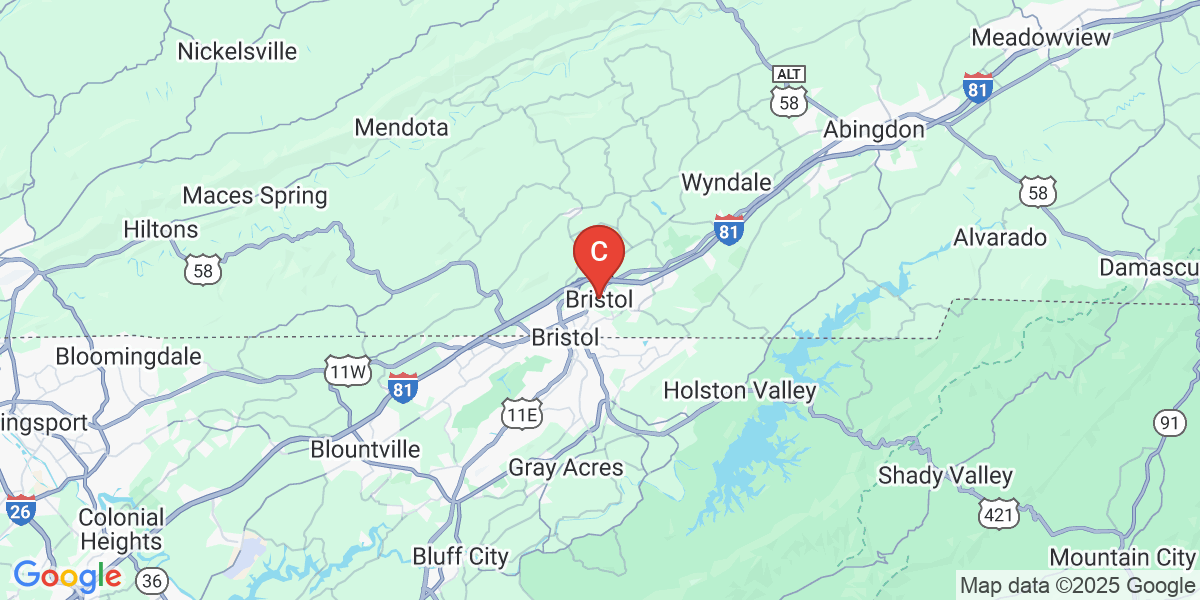 Nickelsville
Meadowview
ALT
58
81
Mendota
Abingdon
Wyndale
Maces Spring
58
Hiltons
81
Alvarado
58
C
Damascu
Bristol
Bristol
Bloomingdale
11W
81
Holston Valley
11E
ingsport
91
Blountville
Gray Acres
Shady Valley
26
421
Colonial
Heights
Bluff City
Mountain City
Google
36
Map data ©2025 Google